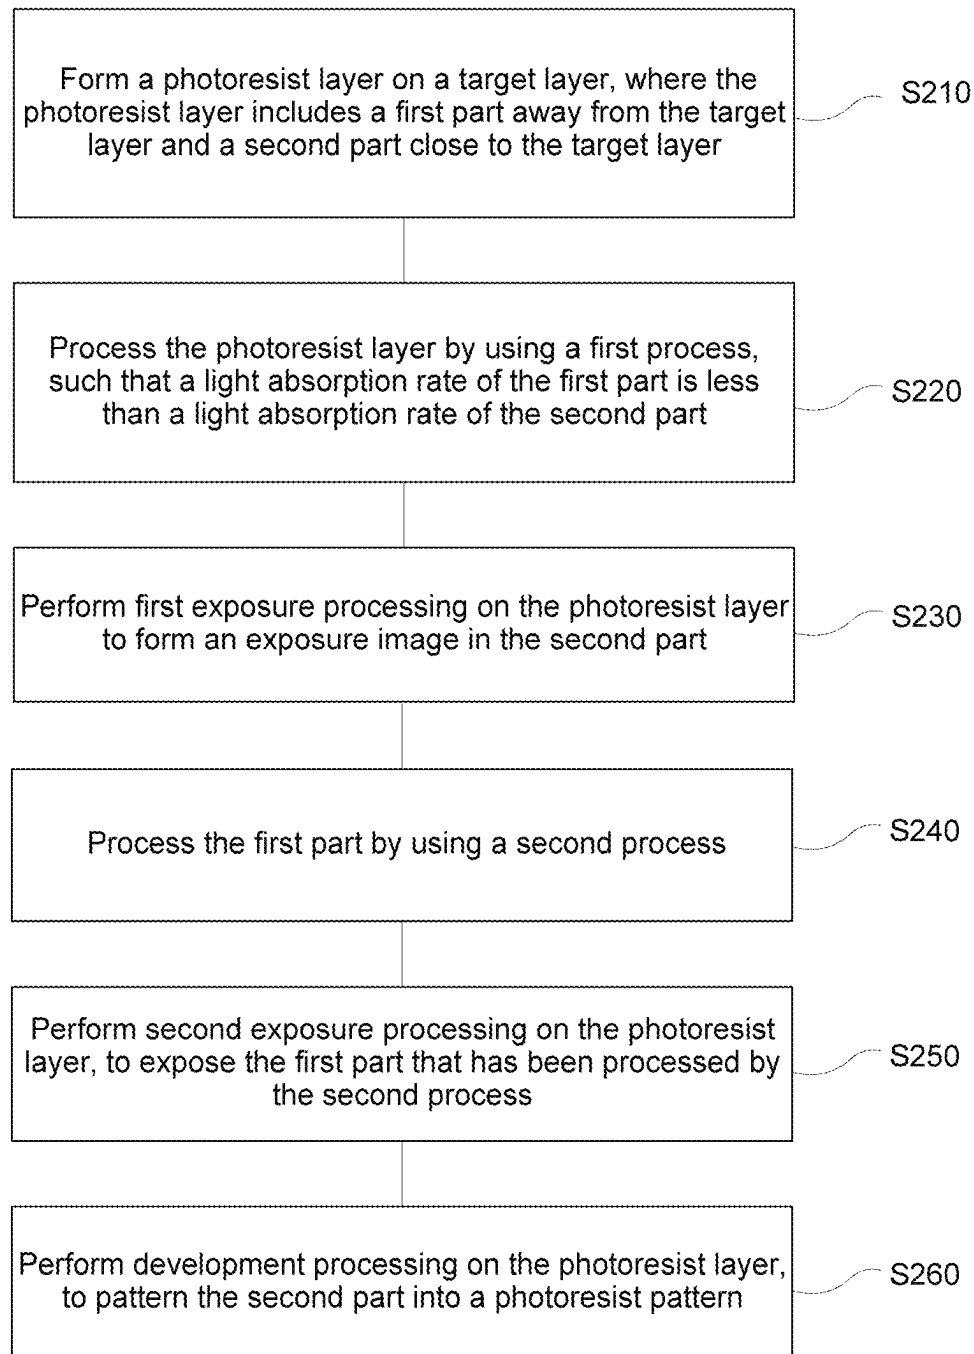 Form a photoresist layer on a target layer, where the
photoresist layer includes a first part away from the target
layer and a second part close to the target layer
S210
Process the photoresist layer by using a first process,
such that a light absorption rate of the first part is less
than a light absorption rate of the second part
S220
Perform first exposure processing on the photoresist layer
to form an exposure image in the second part
S230
Process the first part by using a second process
S240
Perform second exposure processing on the photoresist
layer, to expose the first part that has been processed by
the second process
S250
Perform development processing on the photoresist layer,
to pattern the second part into a photoresist pattern
S260